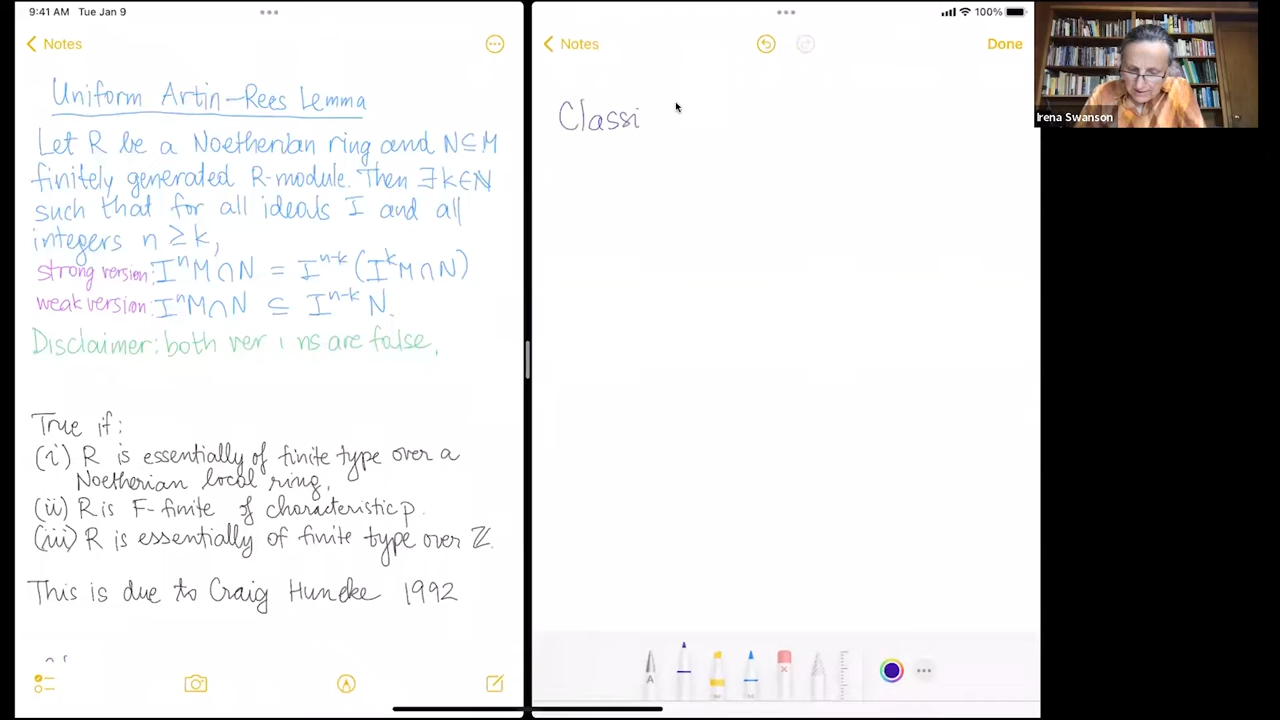 9:41 AM Tue Jan 9
100%
Notes
Notes
Done
Uniform Artin-Rees Lemma
Let R be a Noetherian ring and N⊆M
finitely generated R-module. Then ∃k∈ℕ
such that for all ideals I and all
integers n ≥ k,
strong version: IⁿM∩N = Iⁿ⁻ᵏ(IᵏM∩N)
weak version: IⁿM∩N ⊆ Iⁿ⁻ᵏN.
Disclaimer: both ver i ns are false.
True if:
(i) R is essentially of finite type over a
Noetherian local ring.
(ii) R is F-finite of characteristic p.
(iii) R is essentially of finite type over ℤ.
This is due to Craig Huneke 1992
Classi
A
Irena Swanson